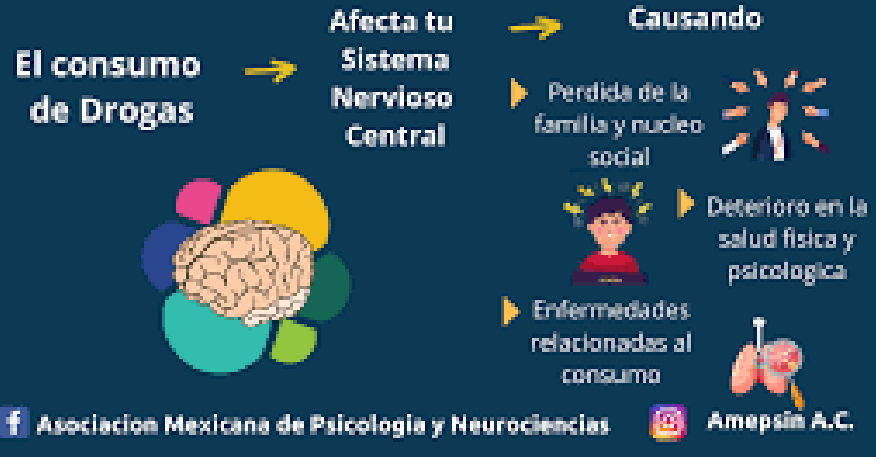 El consumo
de Drogas
Afecta tu
Sistema
Nervioso
Central
Causando
Perdida de la
familia y nucleo
social
Deterioro en la
salud fisica y
psicologica
Enfermedades
relacionadas al
consumo
Asociacion Mexicana de Psicologia y Neurociencias
Amepsin A.C.